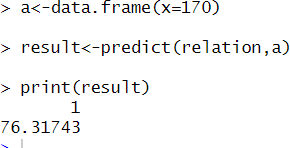 > a<-data.frame(x=170)
> result<-predict(relation,a)
> print(result)
1
76.31743
>